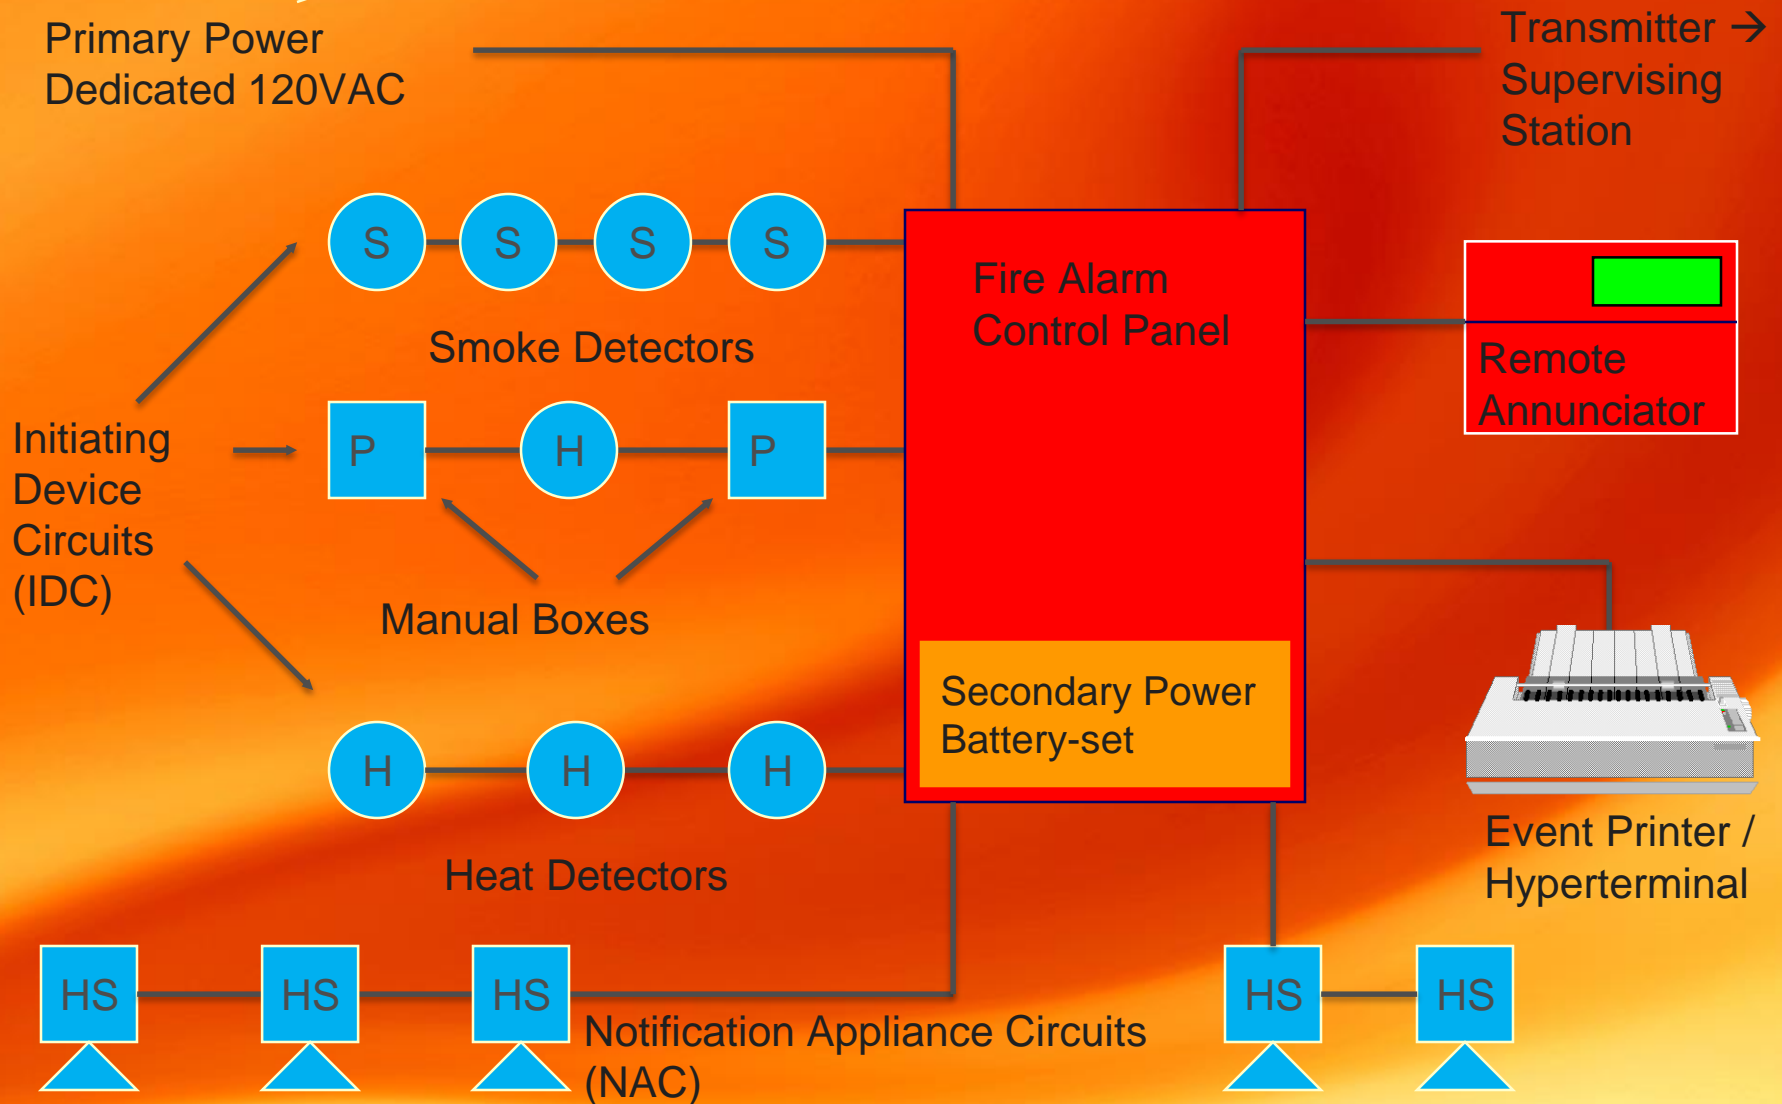 Primary Power
Dedicated 120VAC
Transmitter →
Supervising
Station
S S S S
Smoke Detectors
Fire Alarm
Control Panel
Remote
Annunciator
Initiating
Device
Circuits
(IDC)
P H P
Manual Boxes
Secondary Power
Battery-set
H H H
Heat Detectors
Event Printer /
Hyperterminal
HS HS HS
Notification Appliance Circuits
(NAC)
HS HS